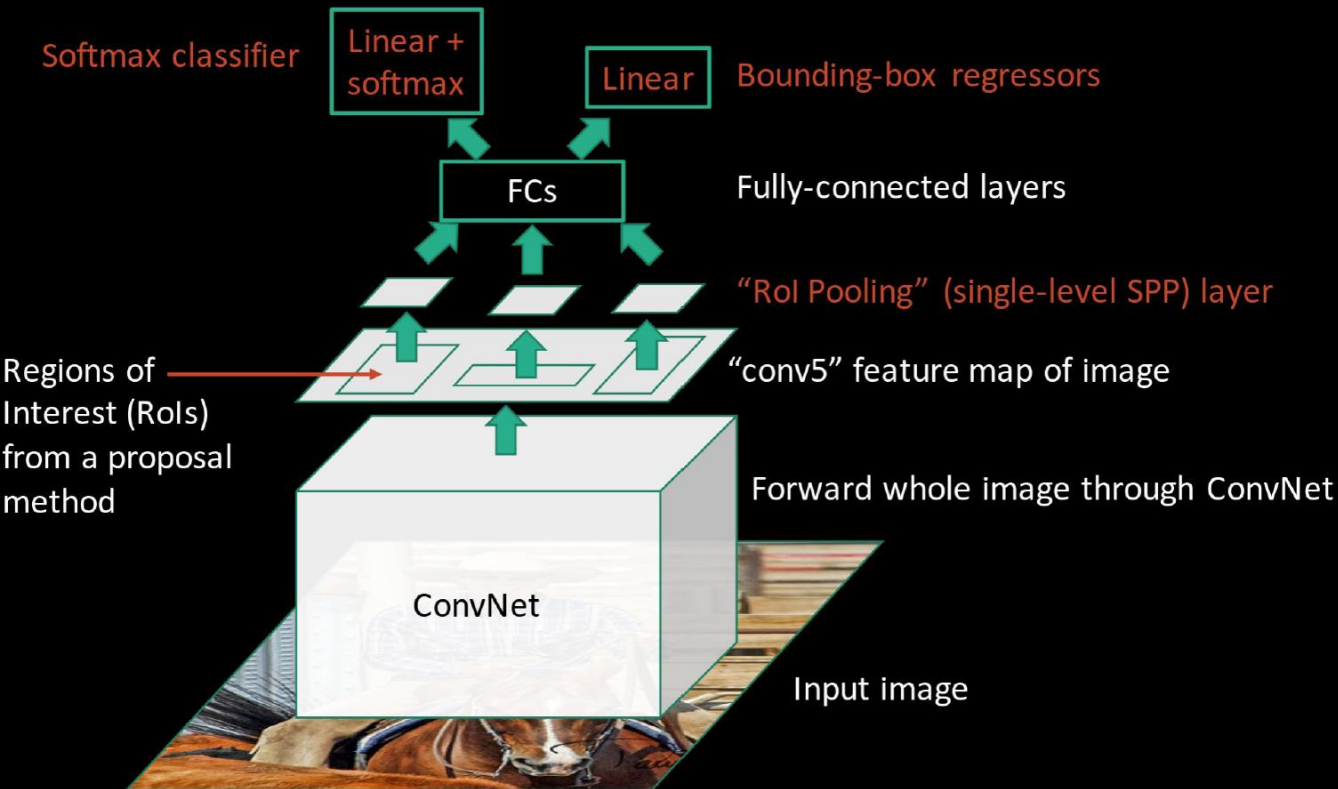 Softmax classifier
Linear +
softmax
Linear
Bounding-box regressors
FCs
Fully-connected layers
“RoI Pooling” (single-level SPP) layer
Regions of
Interest (RoIs)
from a proposal
method
“conv5” feature map of image
Forward whole image through ConvNet
ConvNet
Input image